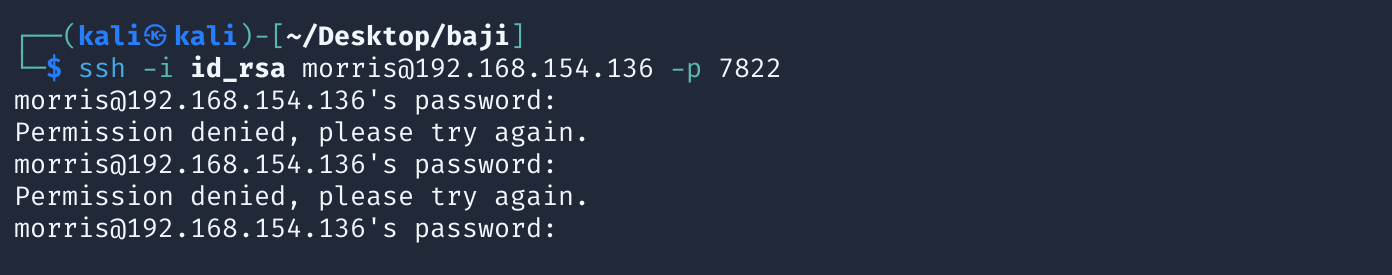 ┌──(kali㉿kali)-[~/Desktop/baji]
└─$ ssh -i id_rsa morris@192.168.154.136 -p 7822
morris@192.168.154.136's password:
Permission denied, please try again.
morris@192.168.154.136's password:
Permission denied, please try again.
morris@192.168.154.136's password: